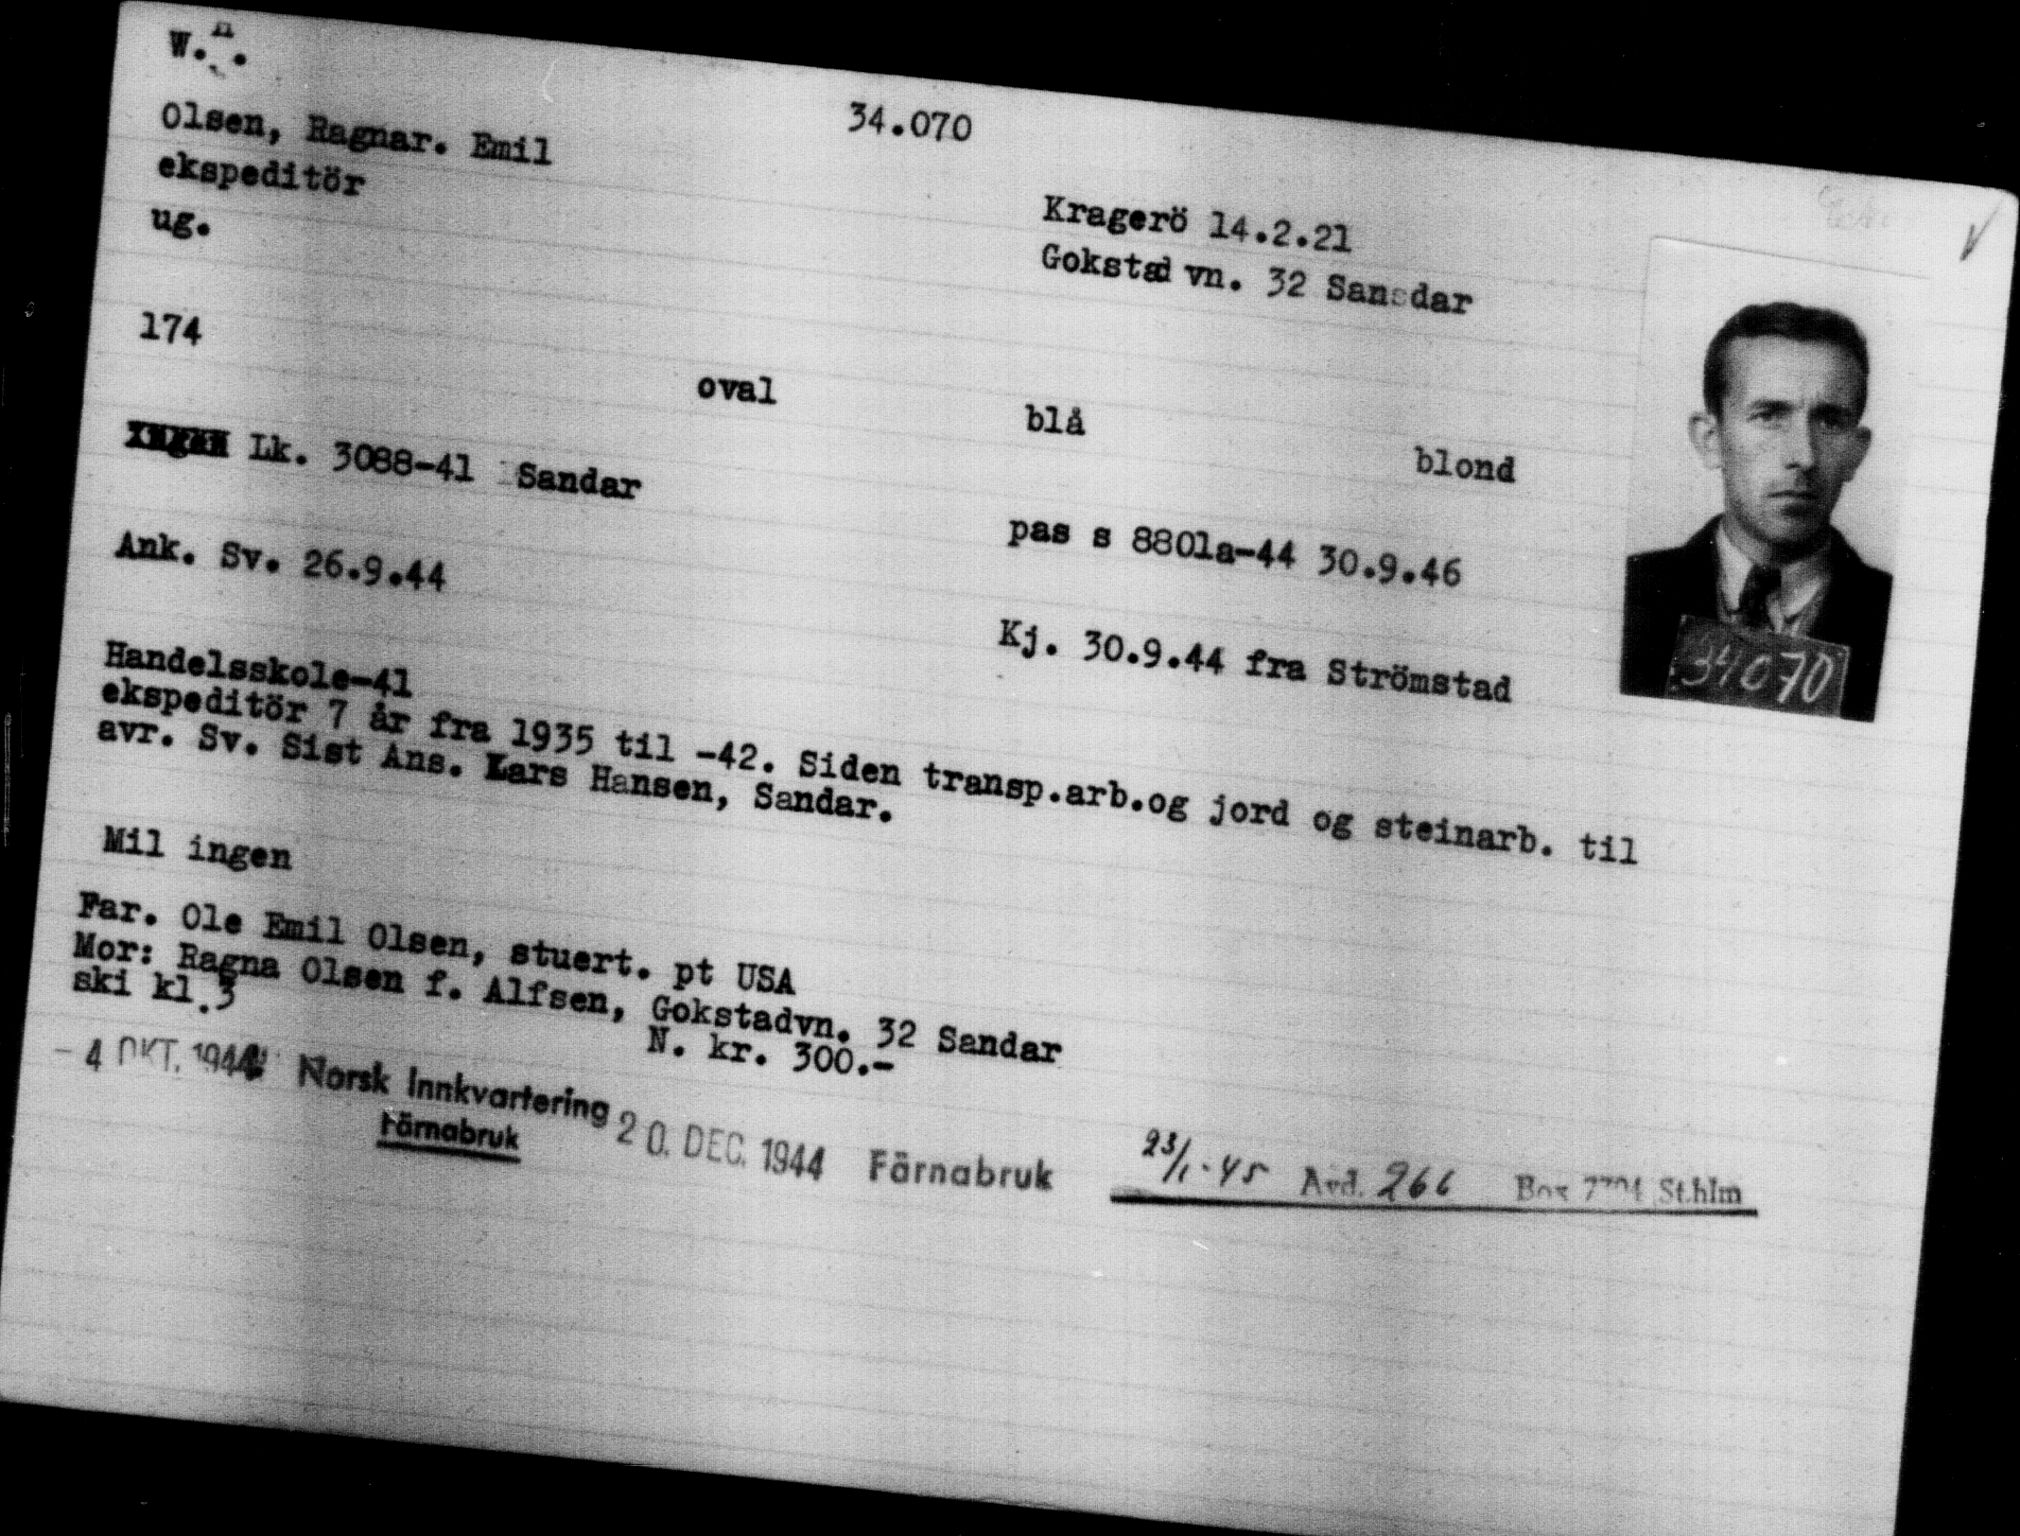 W.
34.070
Olsen, Ragnar. Emil
ekspeditör
ug.
Kragerö 14.2.21
Gokstad vn. 32 Sandar
174
oval
blå
blond
Lk. 3088-41 Sandar
pas s 8801a-44 30.9.46
Ank. Sv. 26.9.44
Kj. 30.9.44 fra Strömstad
34070
Handelsskole-41
ekspeditör 7 år fra 1935 til -42. Siden transp.arb.og jord og steinarb. til
avr. Sv. Sist Ans. Lars Hansen, Sandar.
Mil ingen
Far. Ole Emil Olsen, stuert. pt USA
Mor: Ragna Olsen f. Alfsen, Gokstadvn. 32 Sandar
ski kl.3
N. kr. 300.-
- 4 OKT. 1944 Norsk Innkvartering
Färnabruk
20. DEC. 1944 Färnabruk
23/1-45 Avd. 266 Box Sthlm